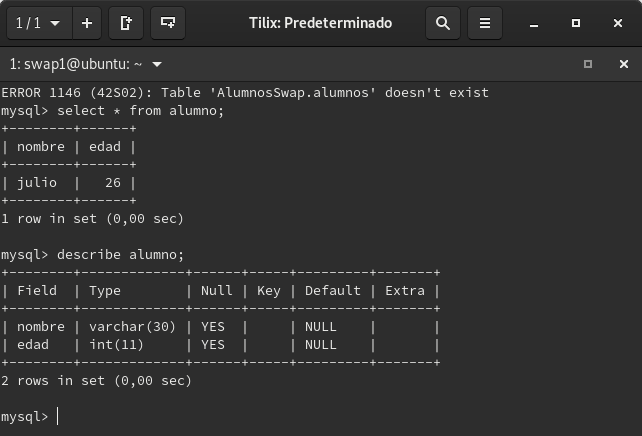 1 / 1
Tilix: Predeterminado
1: swap1@ubuntu: ~
ERROR 1146 (42S02): Table 'AlumnosSwap.alumnos' doesn't exist
mysql> select * from alumno;
+--------+------+
| nombre | edad |
+--------+------+
| julio  |   26 |
+--------+------+
1 row in set (0,00 sec)

mysql> describe alumno;
+--------+-------------+------+-----+---------+-------+
| Field  | Type        | Null | Key | Default | Extra |
+--------+-------------+------+-----+---------+-------+
| nombre | varchar(30) | YES  |     | NULL    |       |
| edad   | int(11)     | YES  |     | NULL    |       |
+--------+-------------+------+-----+---------+-------+
2 rows in set (0,00 sec)

mysql>